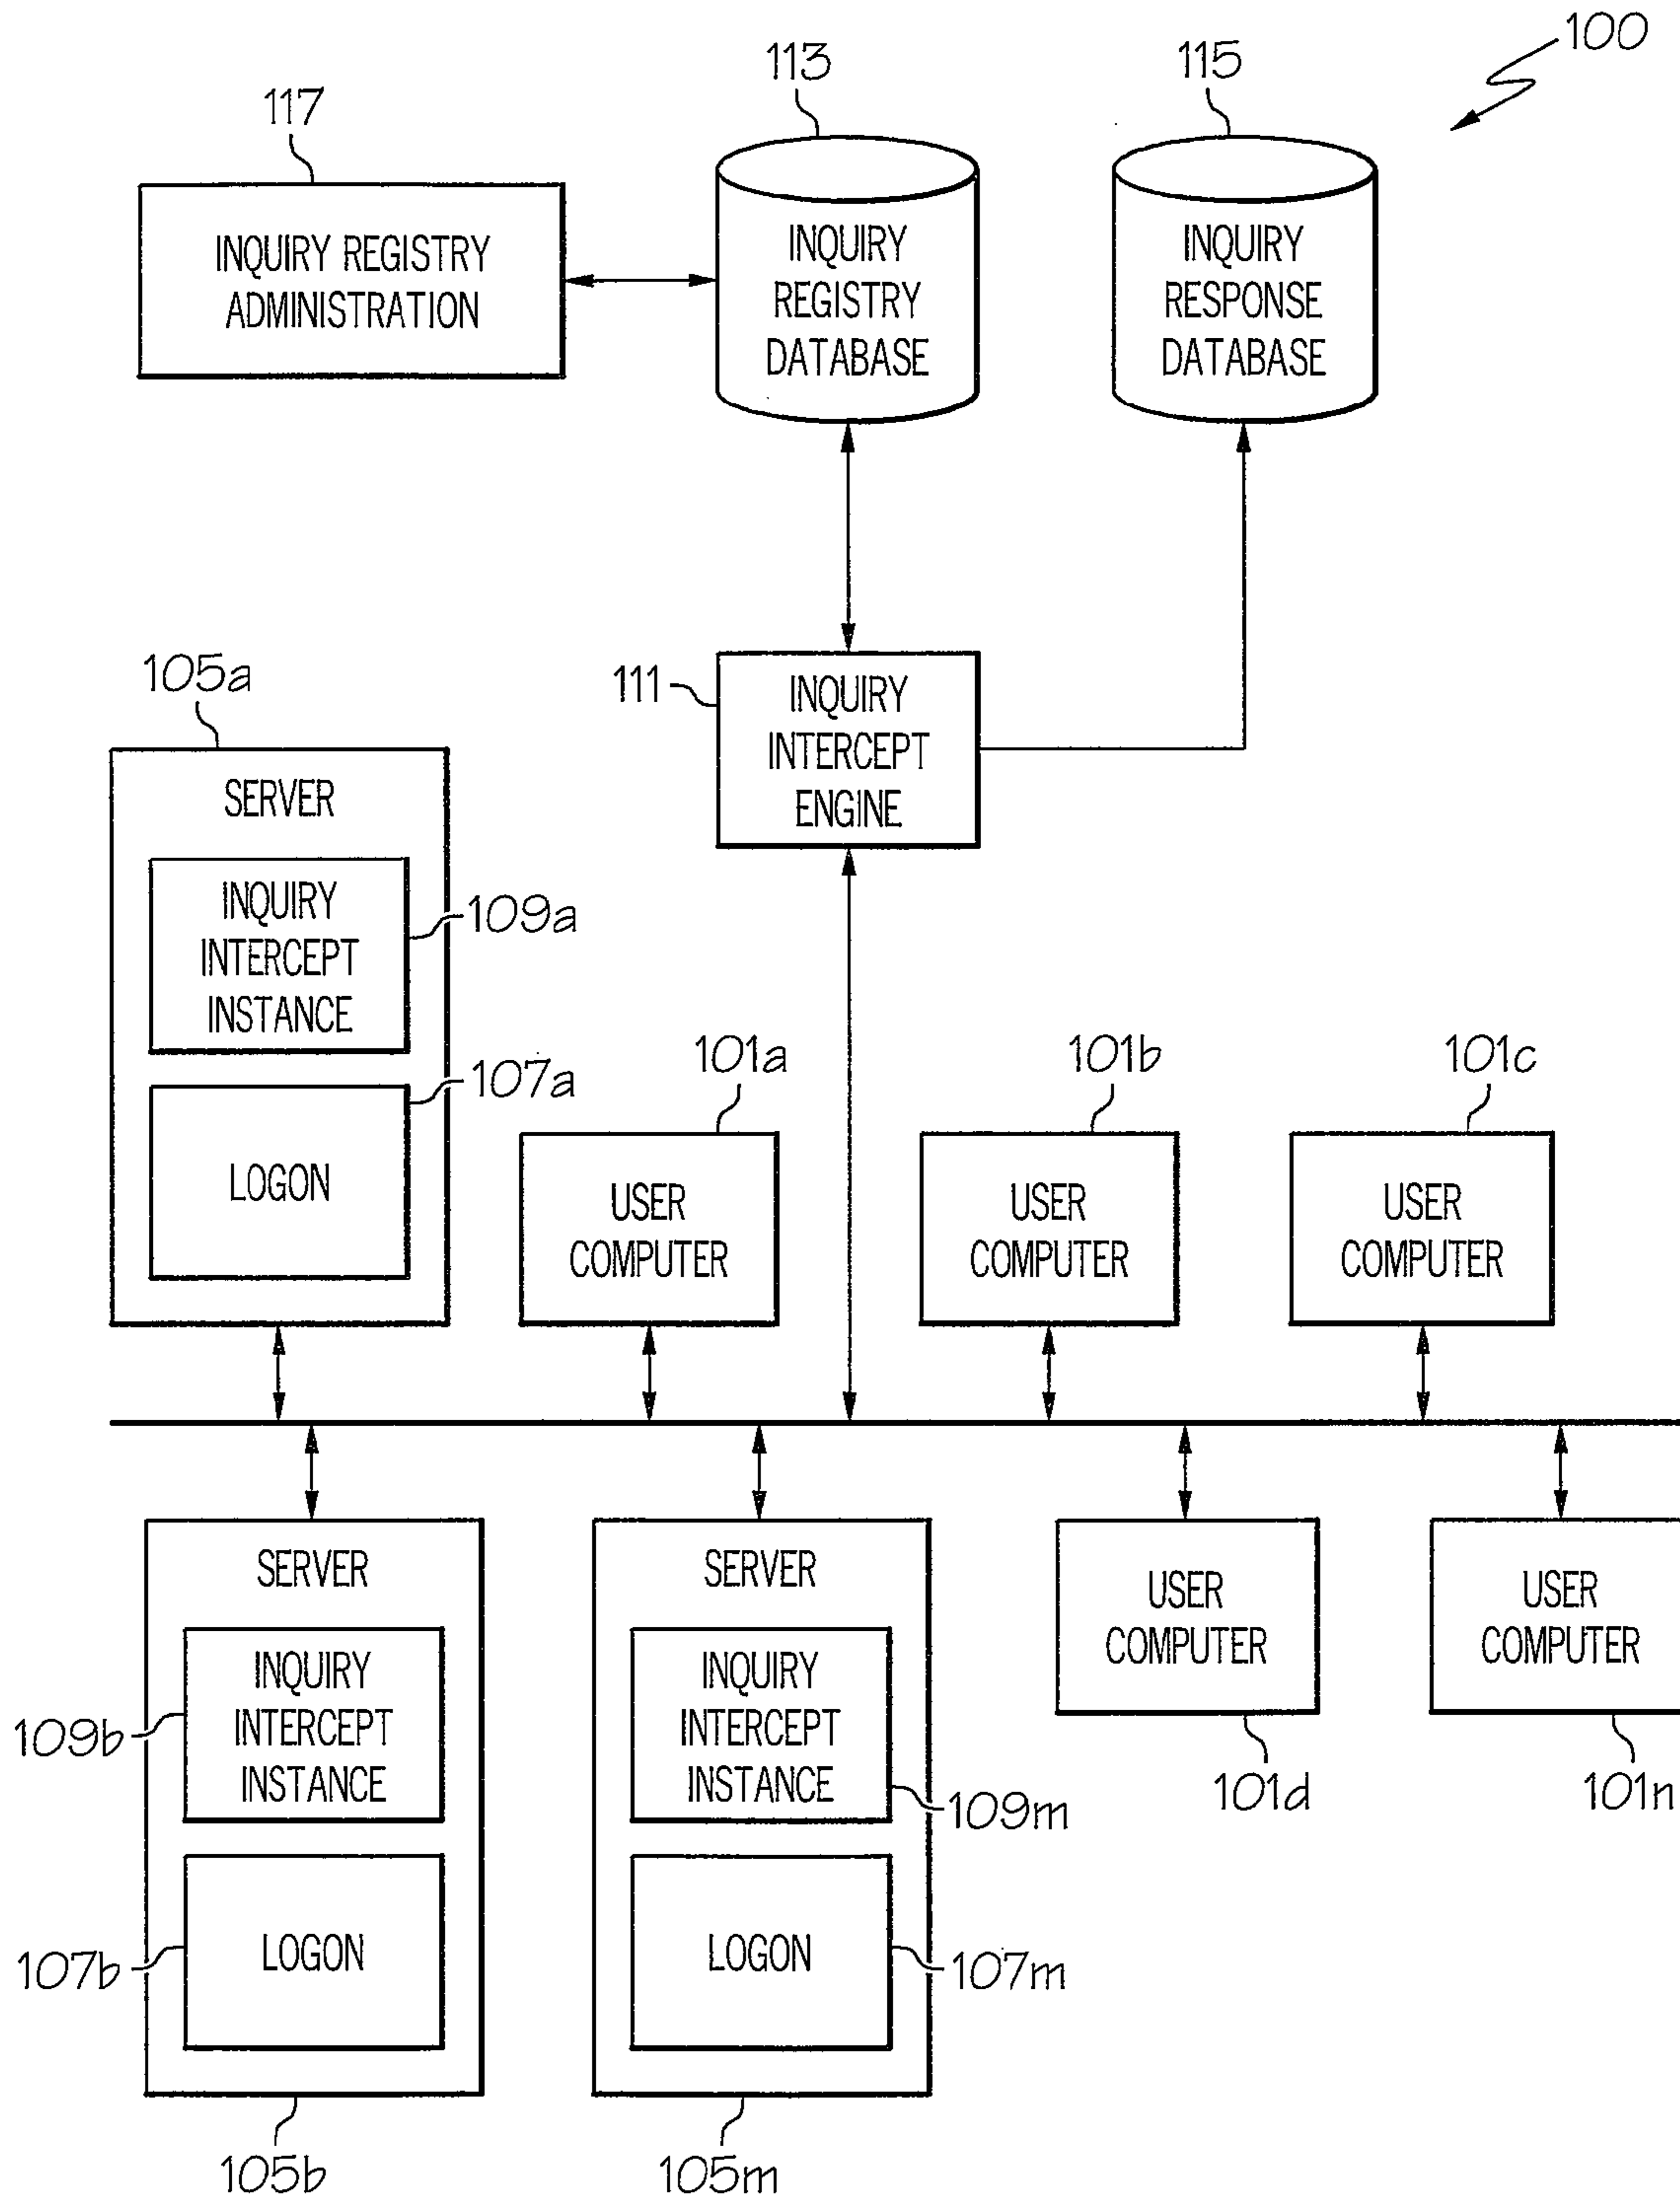 100
113
115
117
INQUIRY REGISTRY
ADMINISTRATION
INQUIRY
REGISTRY
DATABASE
INQUIRY
RESPONSE
DATABASE
105a
111
INQUIRY
INTERCEPT
ENGINE
SERVER
INQUIRY
INTERCEPT
INSTANCE
109a
LOGON
107a
101a
USER
COMPUTER
101b
USER
COMPUTER
101c
USER
COMPUTER
SERVER
INQUIRY
INTERCEPT
INSTANCE
109b
LOGON
107b
105b
SERVER
INQUIRY
INTERCEPT
INSTANCE
109m
LOGON
107m
105m
USER
COMPUTER
101d
USER
COMPUTER
101n